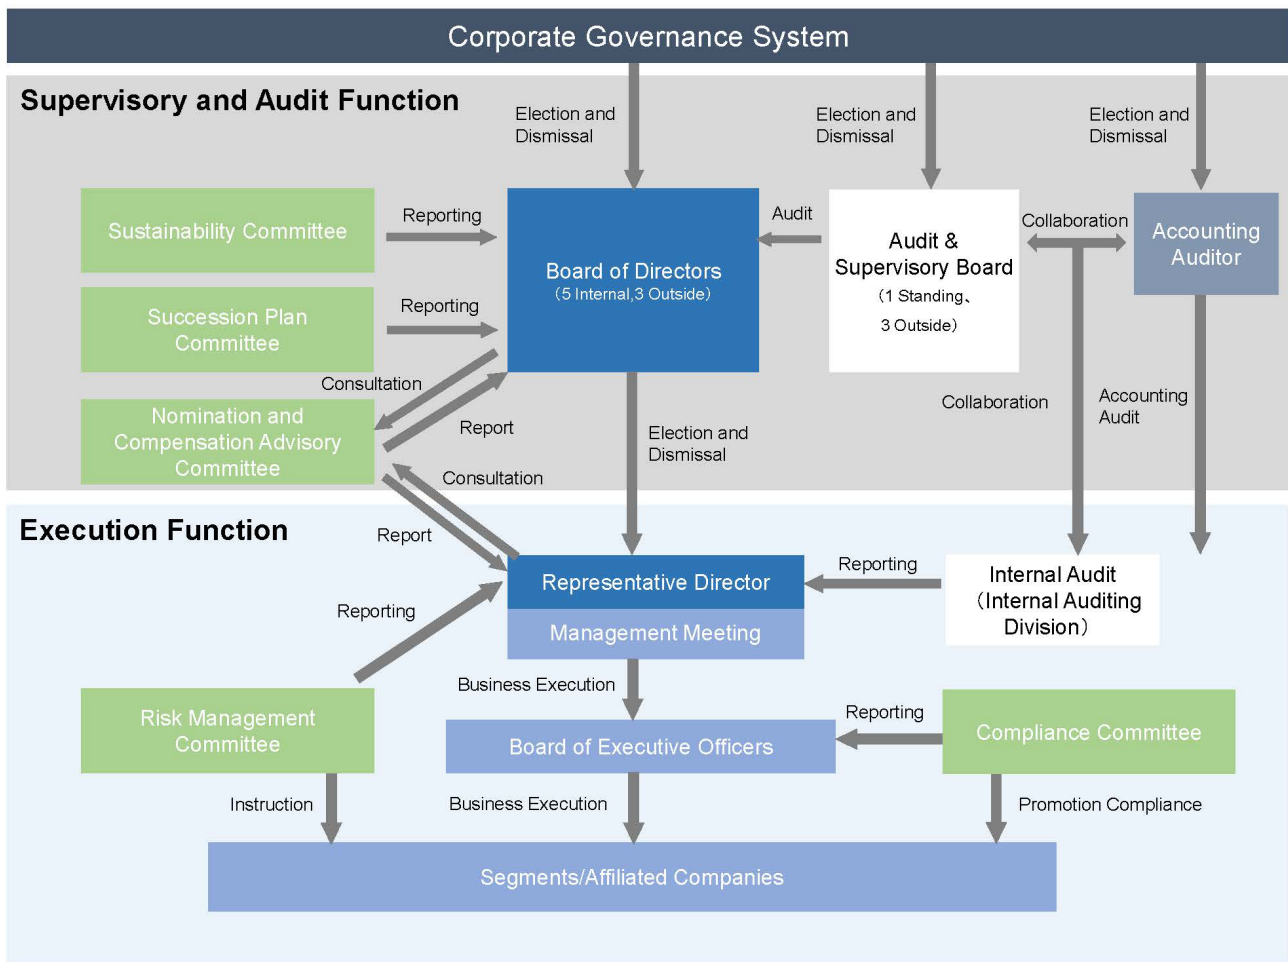 Corporate Governance System
Supervisory and Audit Function
Election and
Dismissal
Election and
Dismissal
Election and
Dismissal
Sustainability Committee
Reporting
Board of Directors
（5 Internal,3 Outside）
Audit
Audit &
Supervisory Board
（1 Standing、
3 Outside）
Collaboration
Accounting
Auditor
Succession Plan
Committee
Reporting
Consultation
Nomination and
Compensation Advisory
Committee
Report
Consultation
Election and
Dismissal
Collaboration
Accounting
Audit
Execution Function
Report
Representative Director
Management Meeting
Reporting
Internal Audit
（Internal Auditing
Division）
Reporting
Business Execution
Risk Management
Committee
Board of Executive Officers
Reporting
Compliance Committee
Instruction
Business Execution
Promotion Compliance
Segments/Affiliated Companies